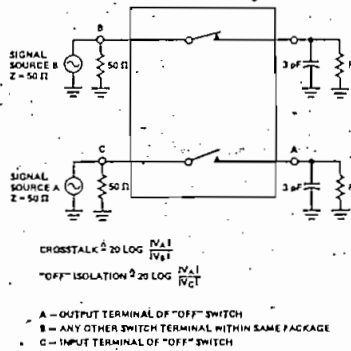 B
SIGNAL
SOURCE B
Z = 50 Ω
50 Ω
3 pF
R
C
A
SIGNAL
SOURCE A
Z = 50 Ω
50 Ω
3 pF
R
CROSSTALK ≜ 20 LOG |VA| / |VB|
"OFF" ISOLATION ≜ 20 LOG |VA| / |VC|
A – OUTPUT TERMINAL OF "OFF" SWITCH
B – ANY OTHER SWITCH TERMINAL WITHIN SAME PACKAGE
C – INPUT TERMINAL OF "OFF" SWITCH